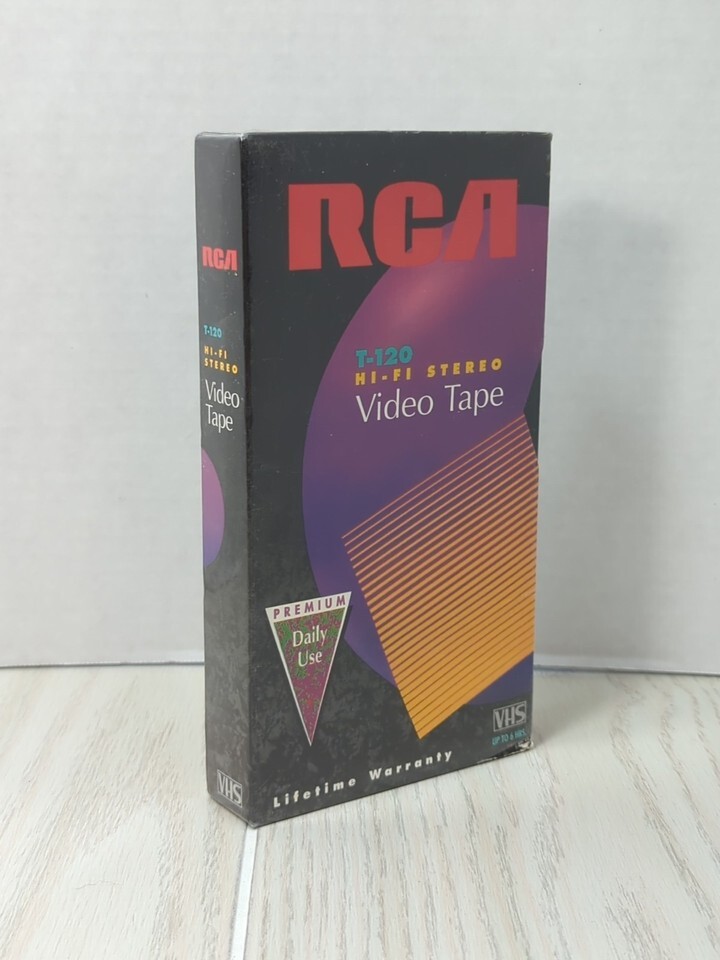 RCA
T-120
HI-FI
STEREO
Video
Tape
VHS
RCA
T-120
HI-FI STEREO
Video Tape
PREMIUM
Daily
Use
VHS
UP TO 6 HRS.
Lifetime Warranty